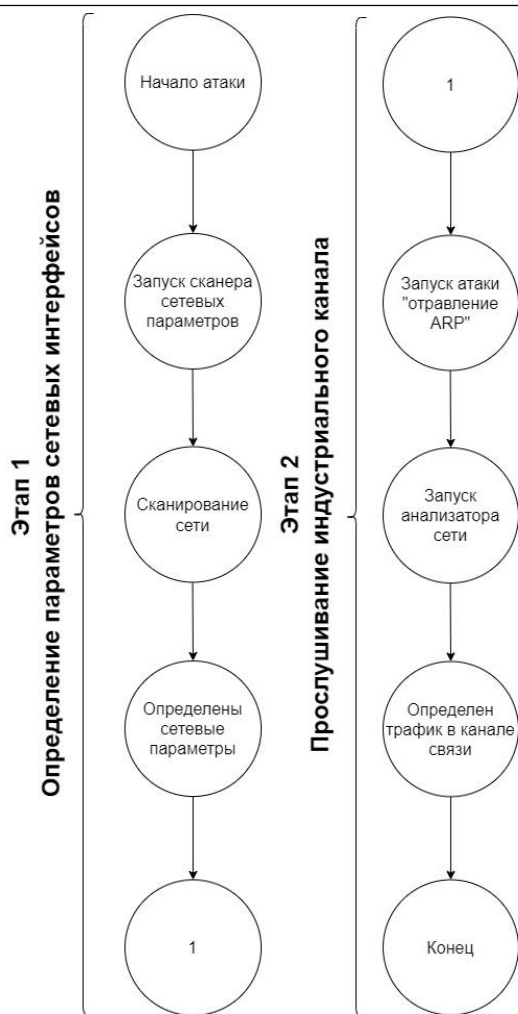 Этап 1
Определение параметров сетевых интерфейсов
Начало атаки
Запуск сканера
сетевых
параметров
Сканирование
сети
Определены
сетевые
параметры
1
Этап 2
Прослушивание индустриального канала
1
Запуск атаки
"отравление
ARP"
Запуск
анализатора
сети
Определен
трафик в канале
связи
Конец